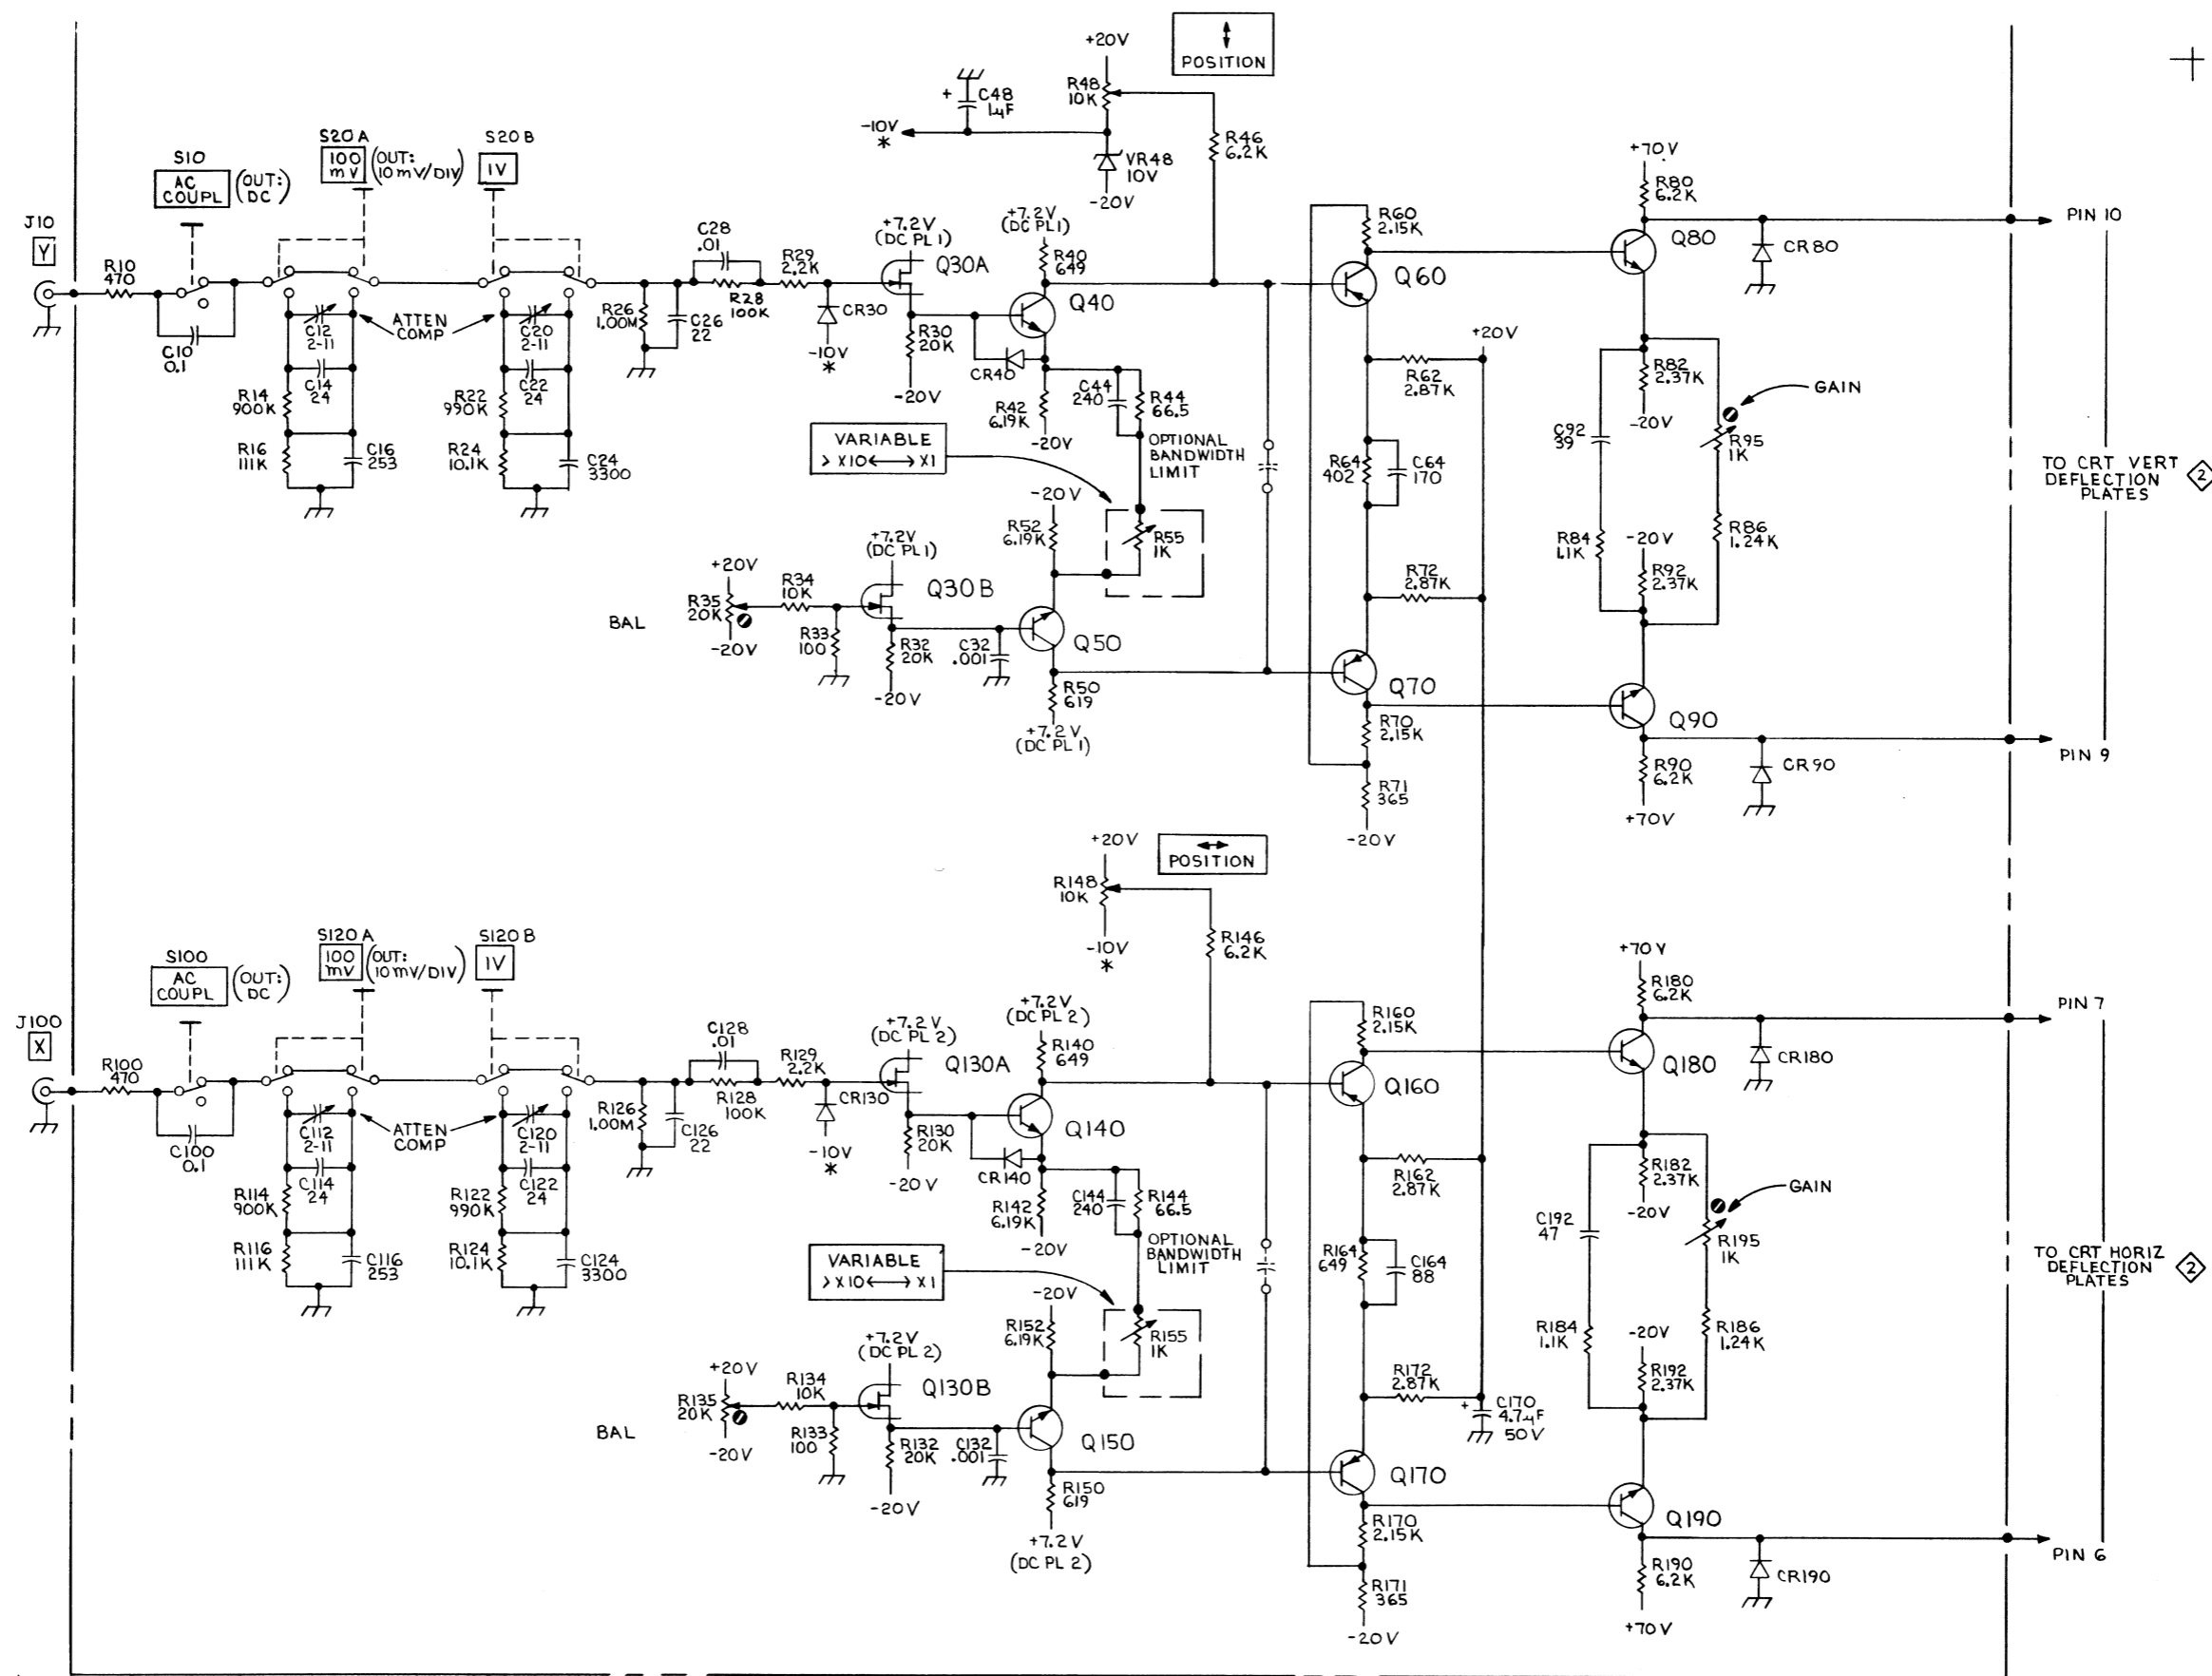 +20V
POSITION
R48
10K
+ C48
1µF
-10V
*
R46
6.2K
VR48
10V
-20V
S10
AC
COUPL
(OUT:
DC)
S20A
100
mV
(OUT:
10mV/DIV)
S20B
1V
J10
Y
R10
470
C10
0.1
C12
2-11
ATTEN
COMP
C20
2-11
C14
24
C22
24
R14
900K
R22
990K
R16
111K
C16
253
R24
10.1K
C24
3300
R26
1.00M
C26
22
C28
.01
R28
100K
R29
2.2K
CR30
-10V
*
+7.2V
(DC PL1)
Q30A
R30
20K
-20V
+7.2V
(DC PL1)
R40
649
Q40
CR40
R42
6.19K
-20V
C44
240
R44
66.5
VARIABLE
>X10↔X1
OPTIONAL
BANDWIDTH
LIMIT
-20V
R52
6.19K
R55
1K
+7.2V
(DC PL1)
Q30B
BAL
+20V
R35
20K
-20V
R34
10K
R33
100
R32
20K
-20V
C32
.001
Q50
R50
619
+7.2V
(DC PL1)
R60
2.15K
Q60
R62
2.87K
+20V
R64
402
C64
170
R72
2.87K
Q70
R70
2.15K
R71
365
-20V
+70V
R80
6.2K
Q80
CR80
R82
2.37K
-20V
GAIN
R95
1K
C92
39
R84
1.1K
-20V
R92
2.37K
R86
1.24K
Q90
R90
6.2K
+70V
CR90
PIN 10
TO CRT VERT
DEFLECTION
PLATES
2
PIN 9
+20V
POSITION
R148
10K
-10V
*
R146
6.2K
S100
AC
COUPL
(OUT:
DC)
S120A
100
mV
(OUT:
10mV/DIV)
S120B
1V
J100
X
R100
470
C100
0.1
C112
2-11
ATTEN
COMP
C120
2-11
C114
24
C122
24
R114
900K
R122
990K
R116
111K
C116
253
R124
10.1K
C124
3300
R126
1.00M
C126
22
C128
.01
R128
100K
R129
2.2K
CR130
-10V
*
+7.2V
(DC PL 2)
Q130A
R130
20K
-20V
+7.2V
(DC PL 2)
R140
649
Q140
CR140
R142
6.19K
-20V
C144
240
R144
66.5
VARIABLE
>X10↔X1
OPTIONAL
BANDWIDTH
LIMIT
-20V
R152
6.19K
R155
1K
+7.2V
(DC PL 2)
Q130B
BAL
+20V
R135
20K
-20V
R134
10K
R133
100
R132
20K
-20V
C132
.001
Q150
R150
619
+7.2V
(DC PL 2)
R160
2.15K
Q160
R162
2.87K
R164
649
C164
88
R172
2.87K
+ C170
4.7µF
50V
Q170
R170
2.15K
R171
365
-20V
+70V
R180
6.2K
Q180
CR180
R182
2.37K
-20V
GAIN
R195
1K
C192
47
R184
1.1K
-20V
R192
2.37K
R186
1.24K
Q190
R190
6.2K
+70V
CR190
PIN 7
TO CRT HORIZ
DEFLECTION
PLATES
2
PIN 6